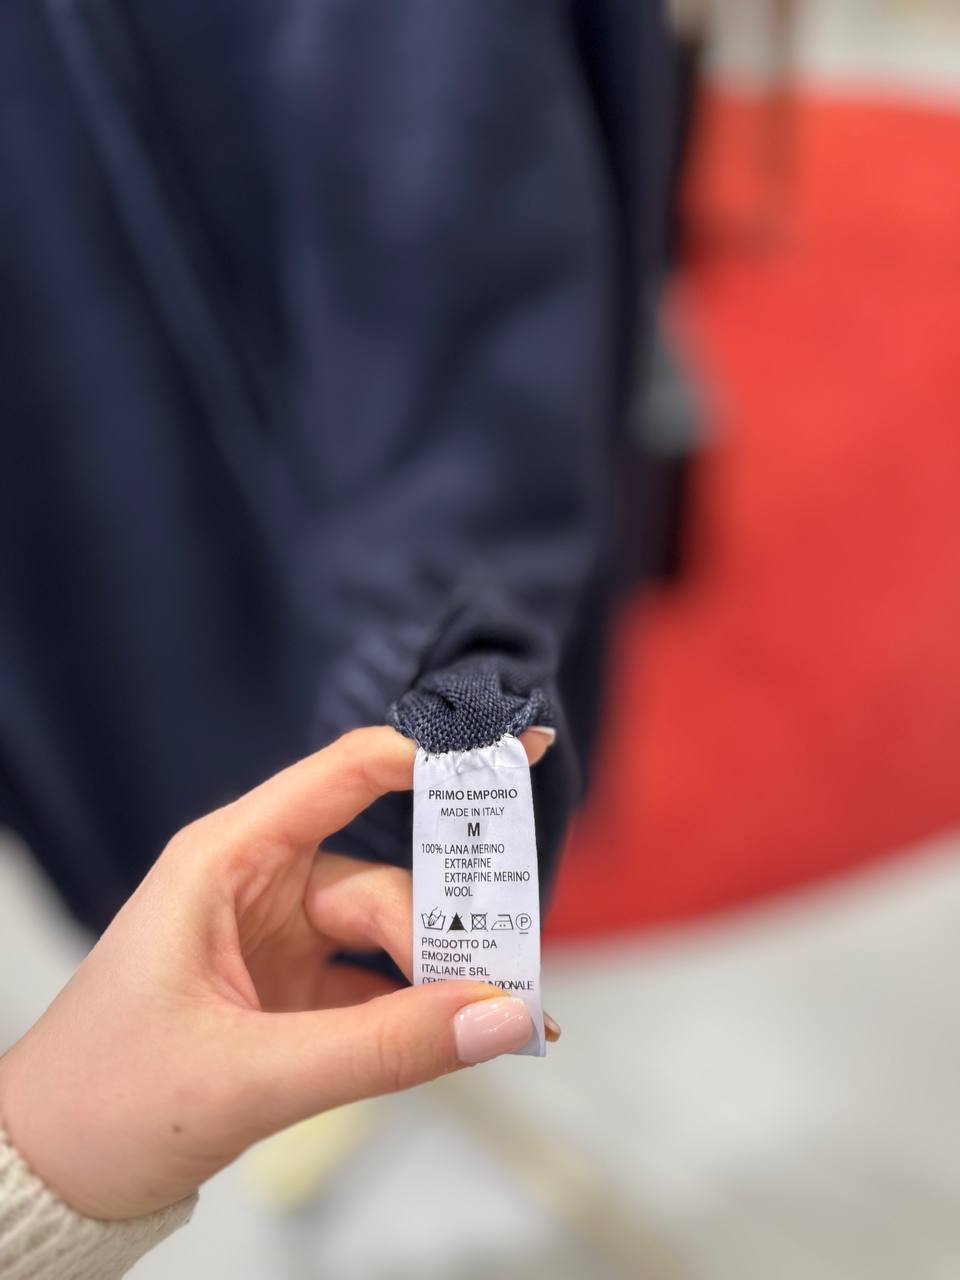 PRIMO EMPORIO
MADE IN ITALY
M
100% LANA MERINO
EXTRAFINE
EXTRAFINE MERINO
WOOL
P
PRODOTTO DA
EMOZIONI
ITALIANE SRL